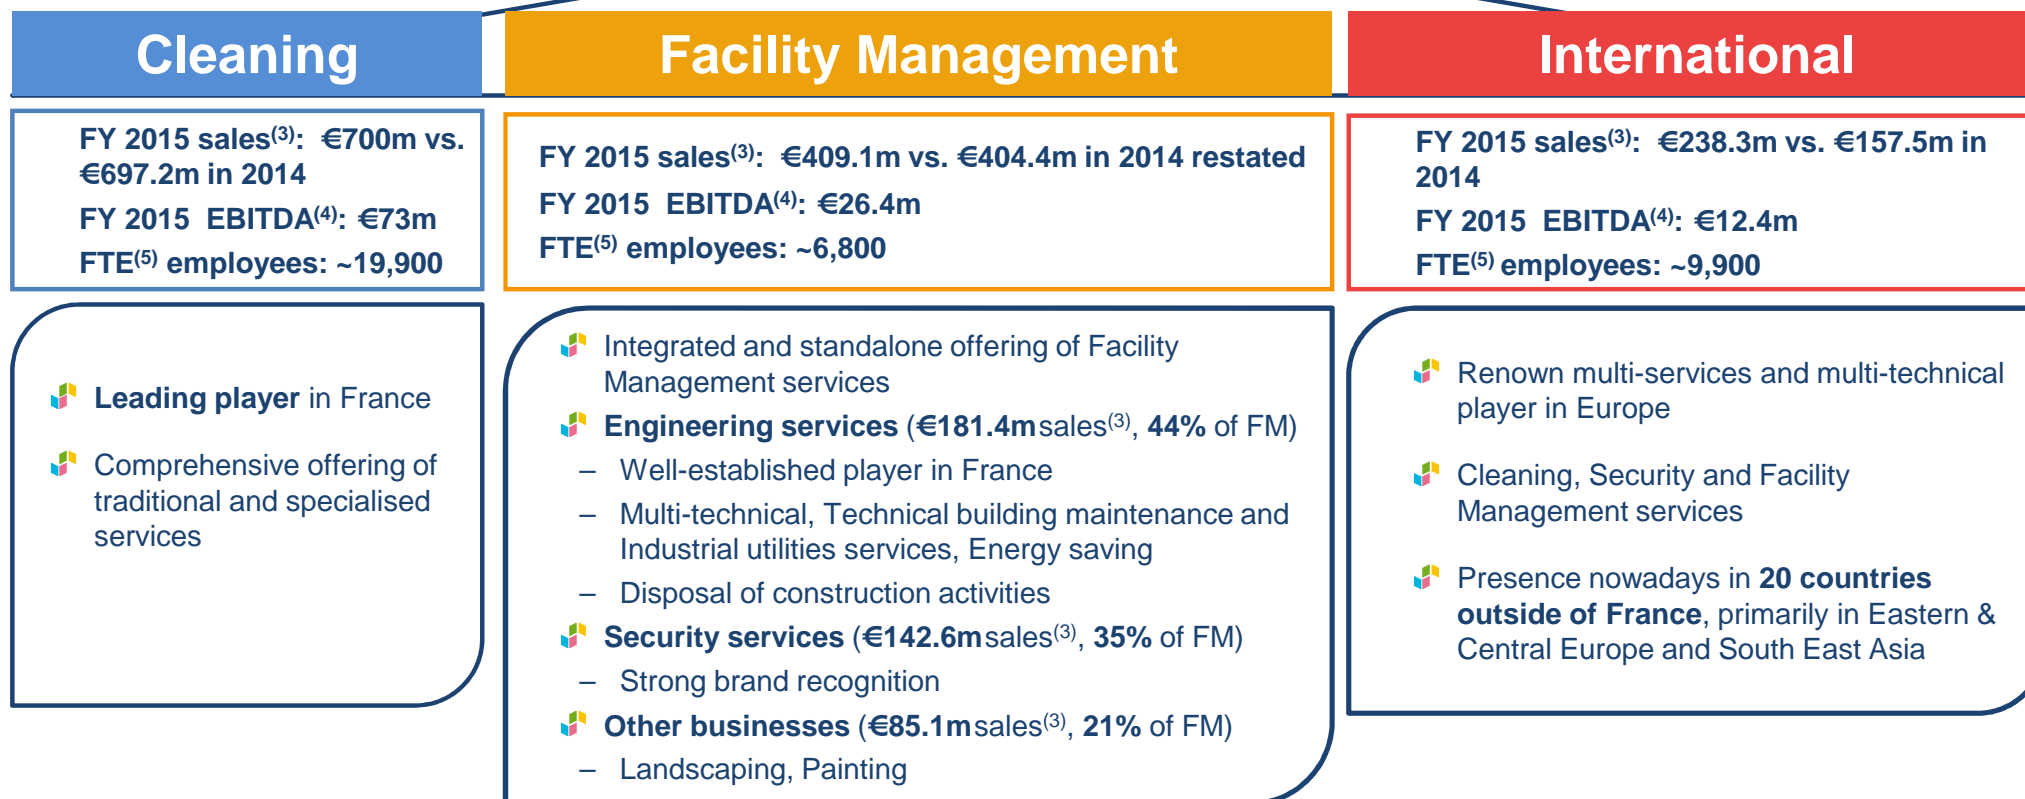 Cleaning
FY 2015 sales(3): €700m vs.
€697.2m in 2014
FY 2015 EBITDA(4): €73m
FTE(5) employees: ~19,900
Leading player in France
Comprehensive offering of
traditional and specialised
services
Facility Management
FY 2015 sales(3): €409.1m vs. €404.4m in 2014 restated
FY 2015 EBITDA(4): €26.4m
FTE(5) employees: ~6,800
Integrated and standalone offering of Facility
Management services
Engineering services (€181.4m sales(3), 44% of FM)
– Well-established player in France
– Multi-technical, Technical building maintenance and
Industrial utilities services, Energy saving
– Disposal of construction activities
Security services (€142.6m sales(3), 35% of FM)
– Strong brand recognition
Other businesses (€85.1m sales(3), 21% of FM)
– Landscaping, Painting
International
FY 2015 sales(3): €238.3m vs. €157.5m in
2014
FY 2015 EBITDA(4): €12.4m
FTE(5) employees: ~9,900
Renown multi-services and multi-technical
player in Europe
Cleaning, Security and Facility
Management services
Presence nowadays in 20 countries
outside of France, primarily in Eastern &
Central Europe and South East Asia